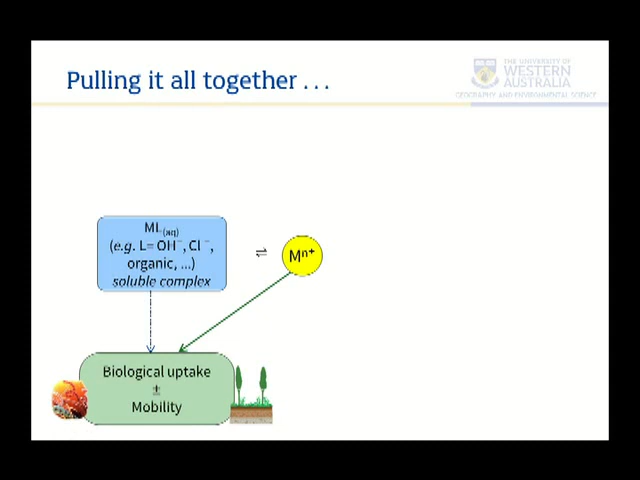 Pulling it all together . . .
THE UNIVERSITY OF
WESTERN
AUSTRALIA
GEOGRAPHY AND ENVIRONMENTAL SCIENCE
ML(aq)
(e.g. L= OH⁻, Cl⁻,
organic, ...)
soluble complex
⇌
Mⁿ⁺
Biological uptake
±
Mobility